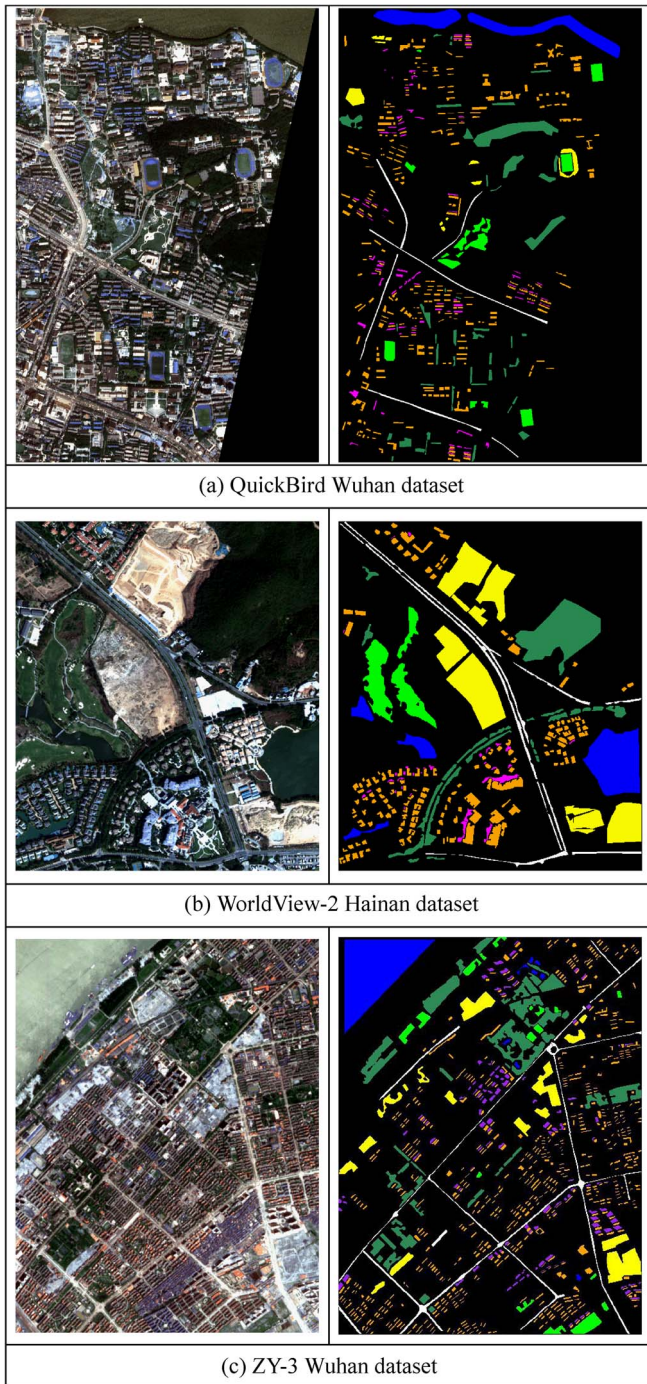 (a) QuickBird Wuhan dataset
(b) WorldView-2 Hainan dataset
(c) ZY-3 Wuhan dataset